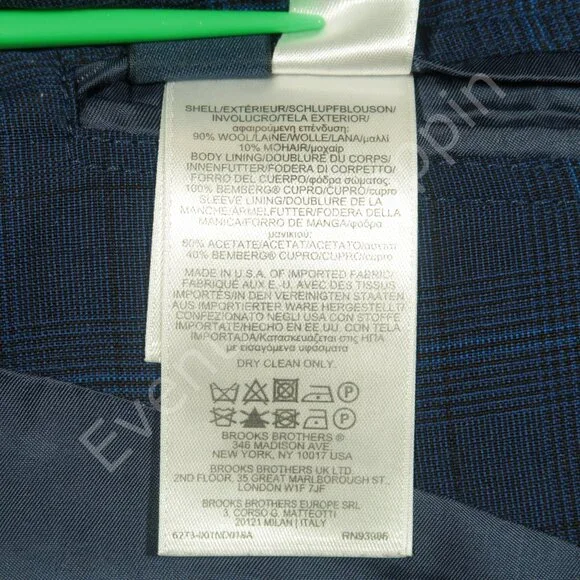 SHELL/EXTÉRIEUR/SCHLUPFBLOUSON/
INVOLUCRO/TELA EXTERIOR/
αφαιρούμενη επένδυση:
90% WOOL/LAINE/WOLLE/LANA/μαλλί
10% MOHAIR/μοχαίρ
BODY LINING/DOUBLURE DU CORPS/
INNENFUTTER/FODERA DI CORPETTO/
FORRO DEL CUERPO/φόδρα σώματος:
100% BEMBERG® CUPRO/CUPRO/cupro
SLEEVE LINING/DOUBLURE DE LA
MANCHE/ÄRMELFUTTER/FODERA DELLA
MANICA/FORRO DE MANGA/φόδρα
μανικιού:
60% ACETATE/ACETAT/ACETATO/
40% BEMBERG® CUPRO/CUPRO/cupro
MADE IN U.S.A. OF IMPORTED FABRIC/
FABRIQUÉ AUX É.-U. AVEC DES TISSUS
IMPORTÉS/IN DEN VEREINIGTEN STAATEN
AUS IMPORTIERTER WARE HERGESTELLT/
CONFEZIONATO NEGLI USA CON STOFFE
IMPORTATE/HECHO EN EE.UU. CON TELA
IMPORTADA/Κατασκευάζεται στις ΗΠΑ
με εισαγόμενα υφάσματα
DRY CLEAN ONLY.
P
P
BROOKS BROTHERS ®
346 MADISON AVE.
NEW YORK, NY 10017 USA
BROOKS BROTHERS UK LTD.
2ND FLOOR, 35 GREAT MARLBOROUGH ST.
LONDON W1F 7JF
BROOKS BROTHERS EUROPE SRL
3, CORSO G. MATTEOTTI
20121 MILAN | ITALY
RN93986